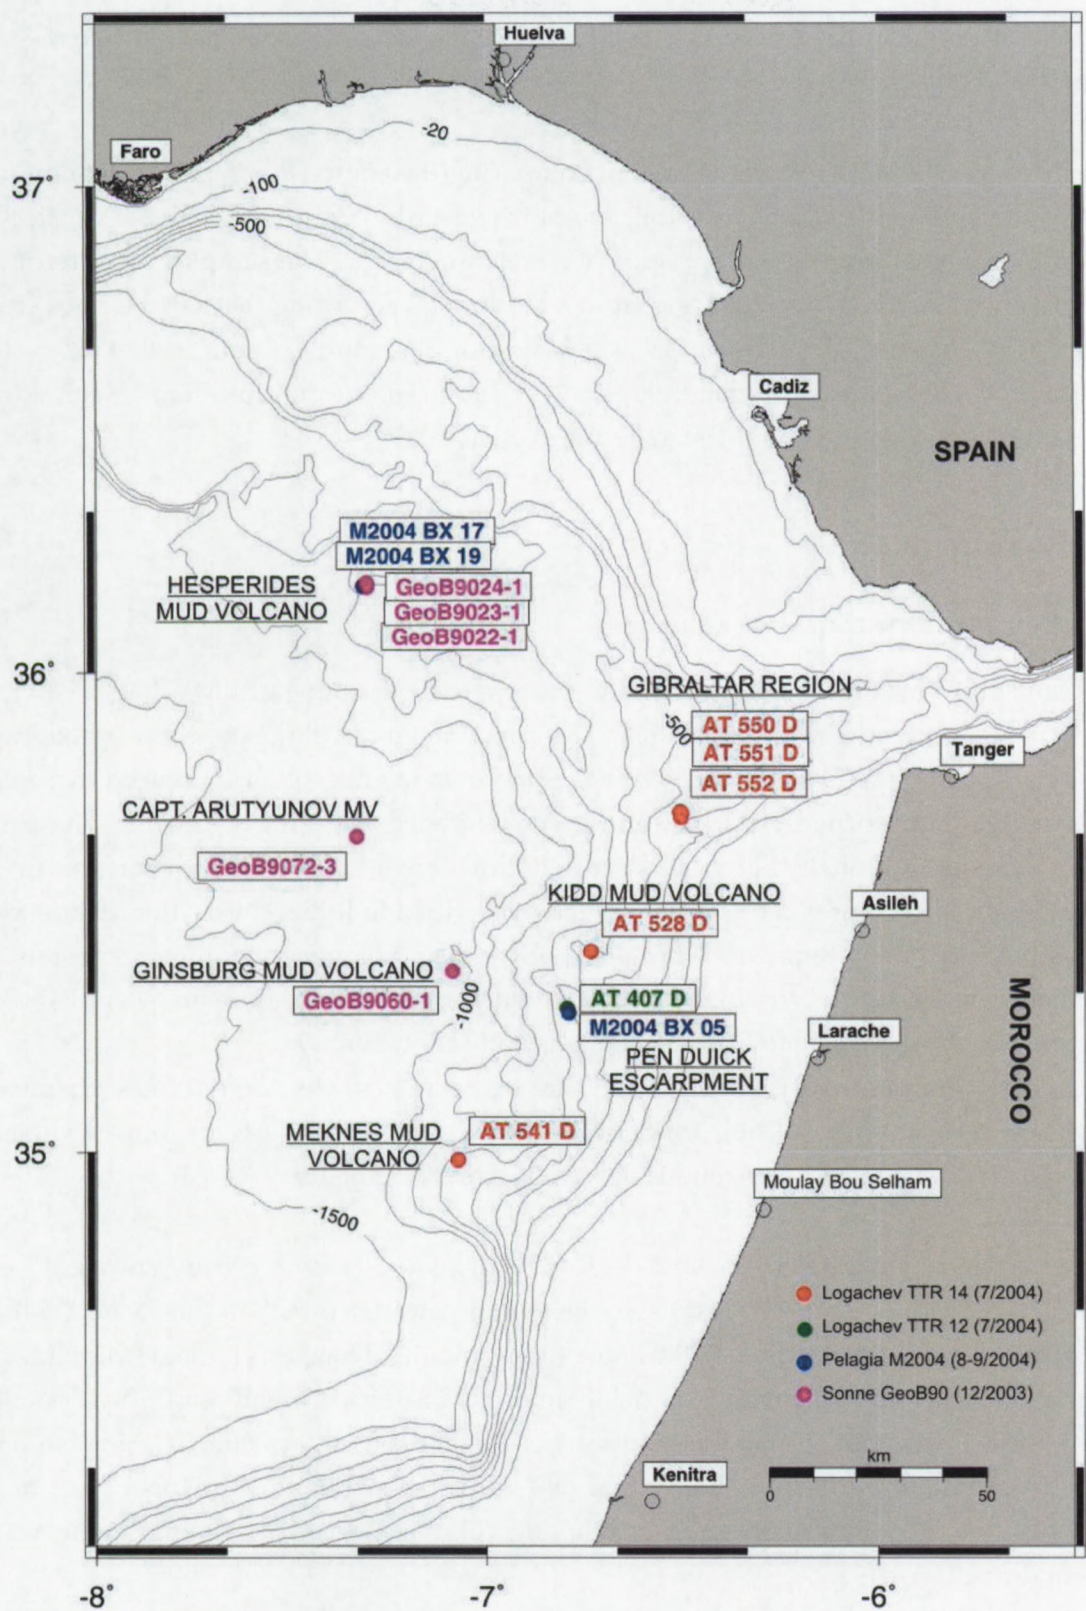 Huelva
-20
Faro
37°
-100
-500
Cadiz
SPAIN
M2004 BX 17
M2004 BX 19
HESPERIDES
MUD VOLCANO
GeoB9024-1
GeoB9023-1
GeoB9022-1
36°
GIBRALTAR REGION
-500
AT 550 D
AT 551 D
AT 552 D
Tanger
CAPT. ARUTYUNOV MV
GeoB9072-3
KIDD MUD VOLCANO
AT 528 D
Asileh
GINSBURG MUD VOLCANO
GeoB9060-1
-1000
AT 407 D
M2004 BX 05
PEN DUICK
ESCARPMENT
Larache
MOROCCO
35°
MEKNES MUD
VOLCANO
AT 541 D
Moulay Bou Selham
-1500
Logachev TTR 14 (7/2004)
Logachev TTR 12 (7/2004)
Pelagia M2004 (8-9/2004)
Sonne GeoB90 (12/2003)
Kenitra
km
0 50
-8° -7° -6°